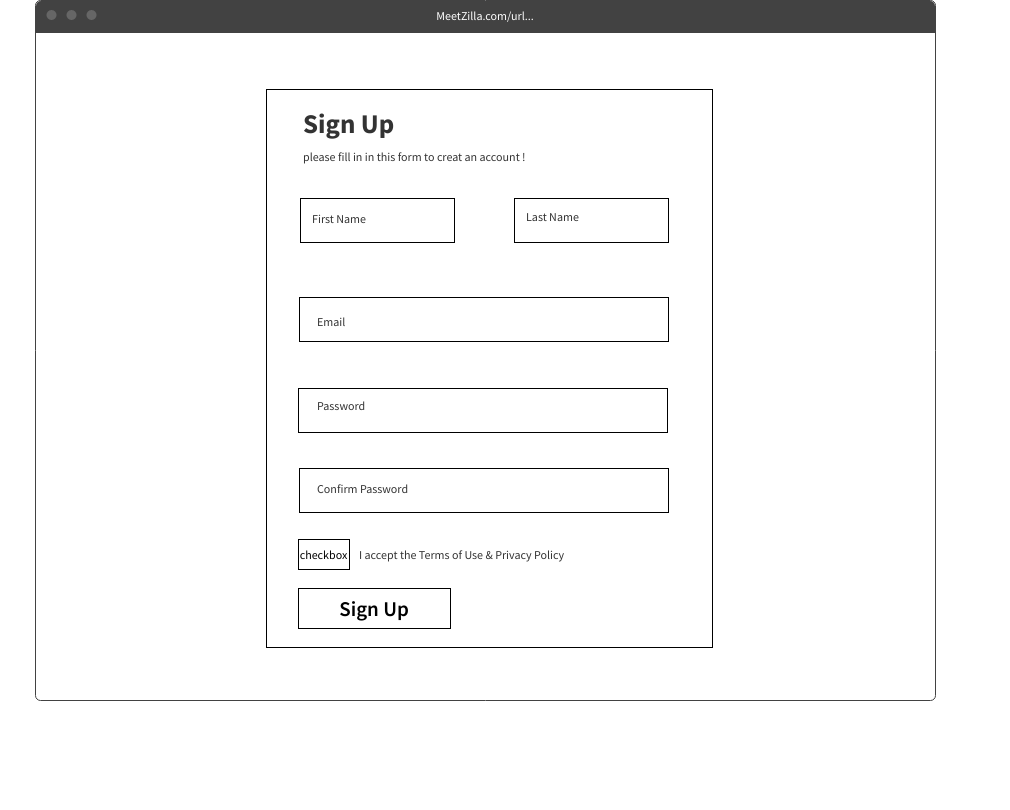 MeetZilla.com/url...
Sign Up
please fill in in this form to creat an account !
First Name
Last Name
Email
Password
Confirm Password
checkbox I accept the Terms of Use & Privacy Policy
Sign Up